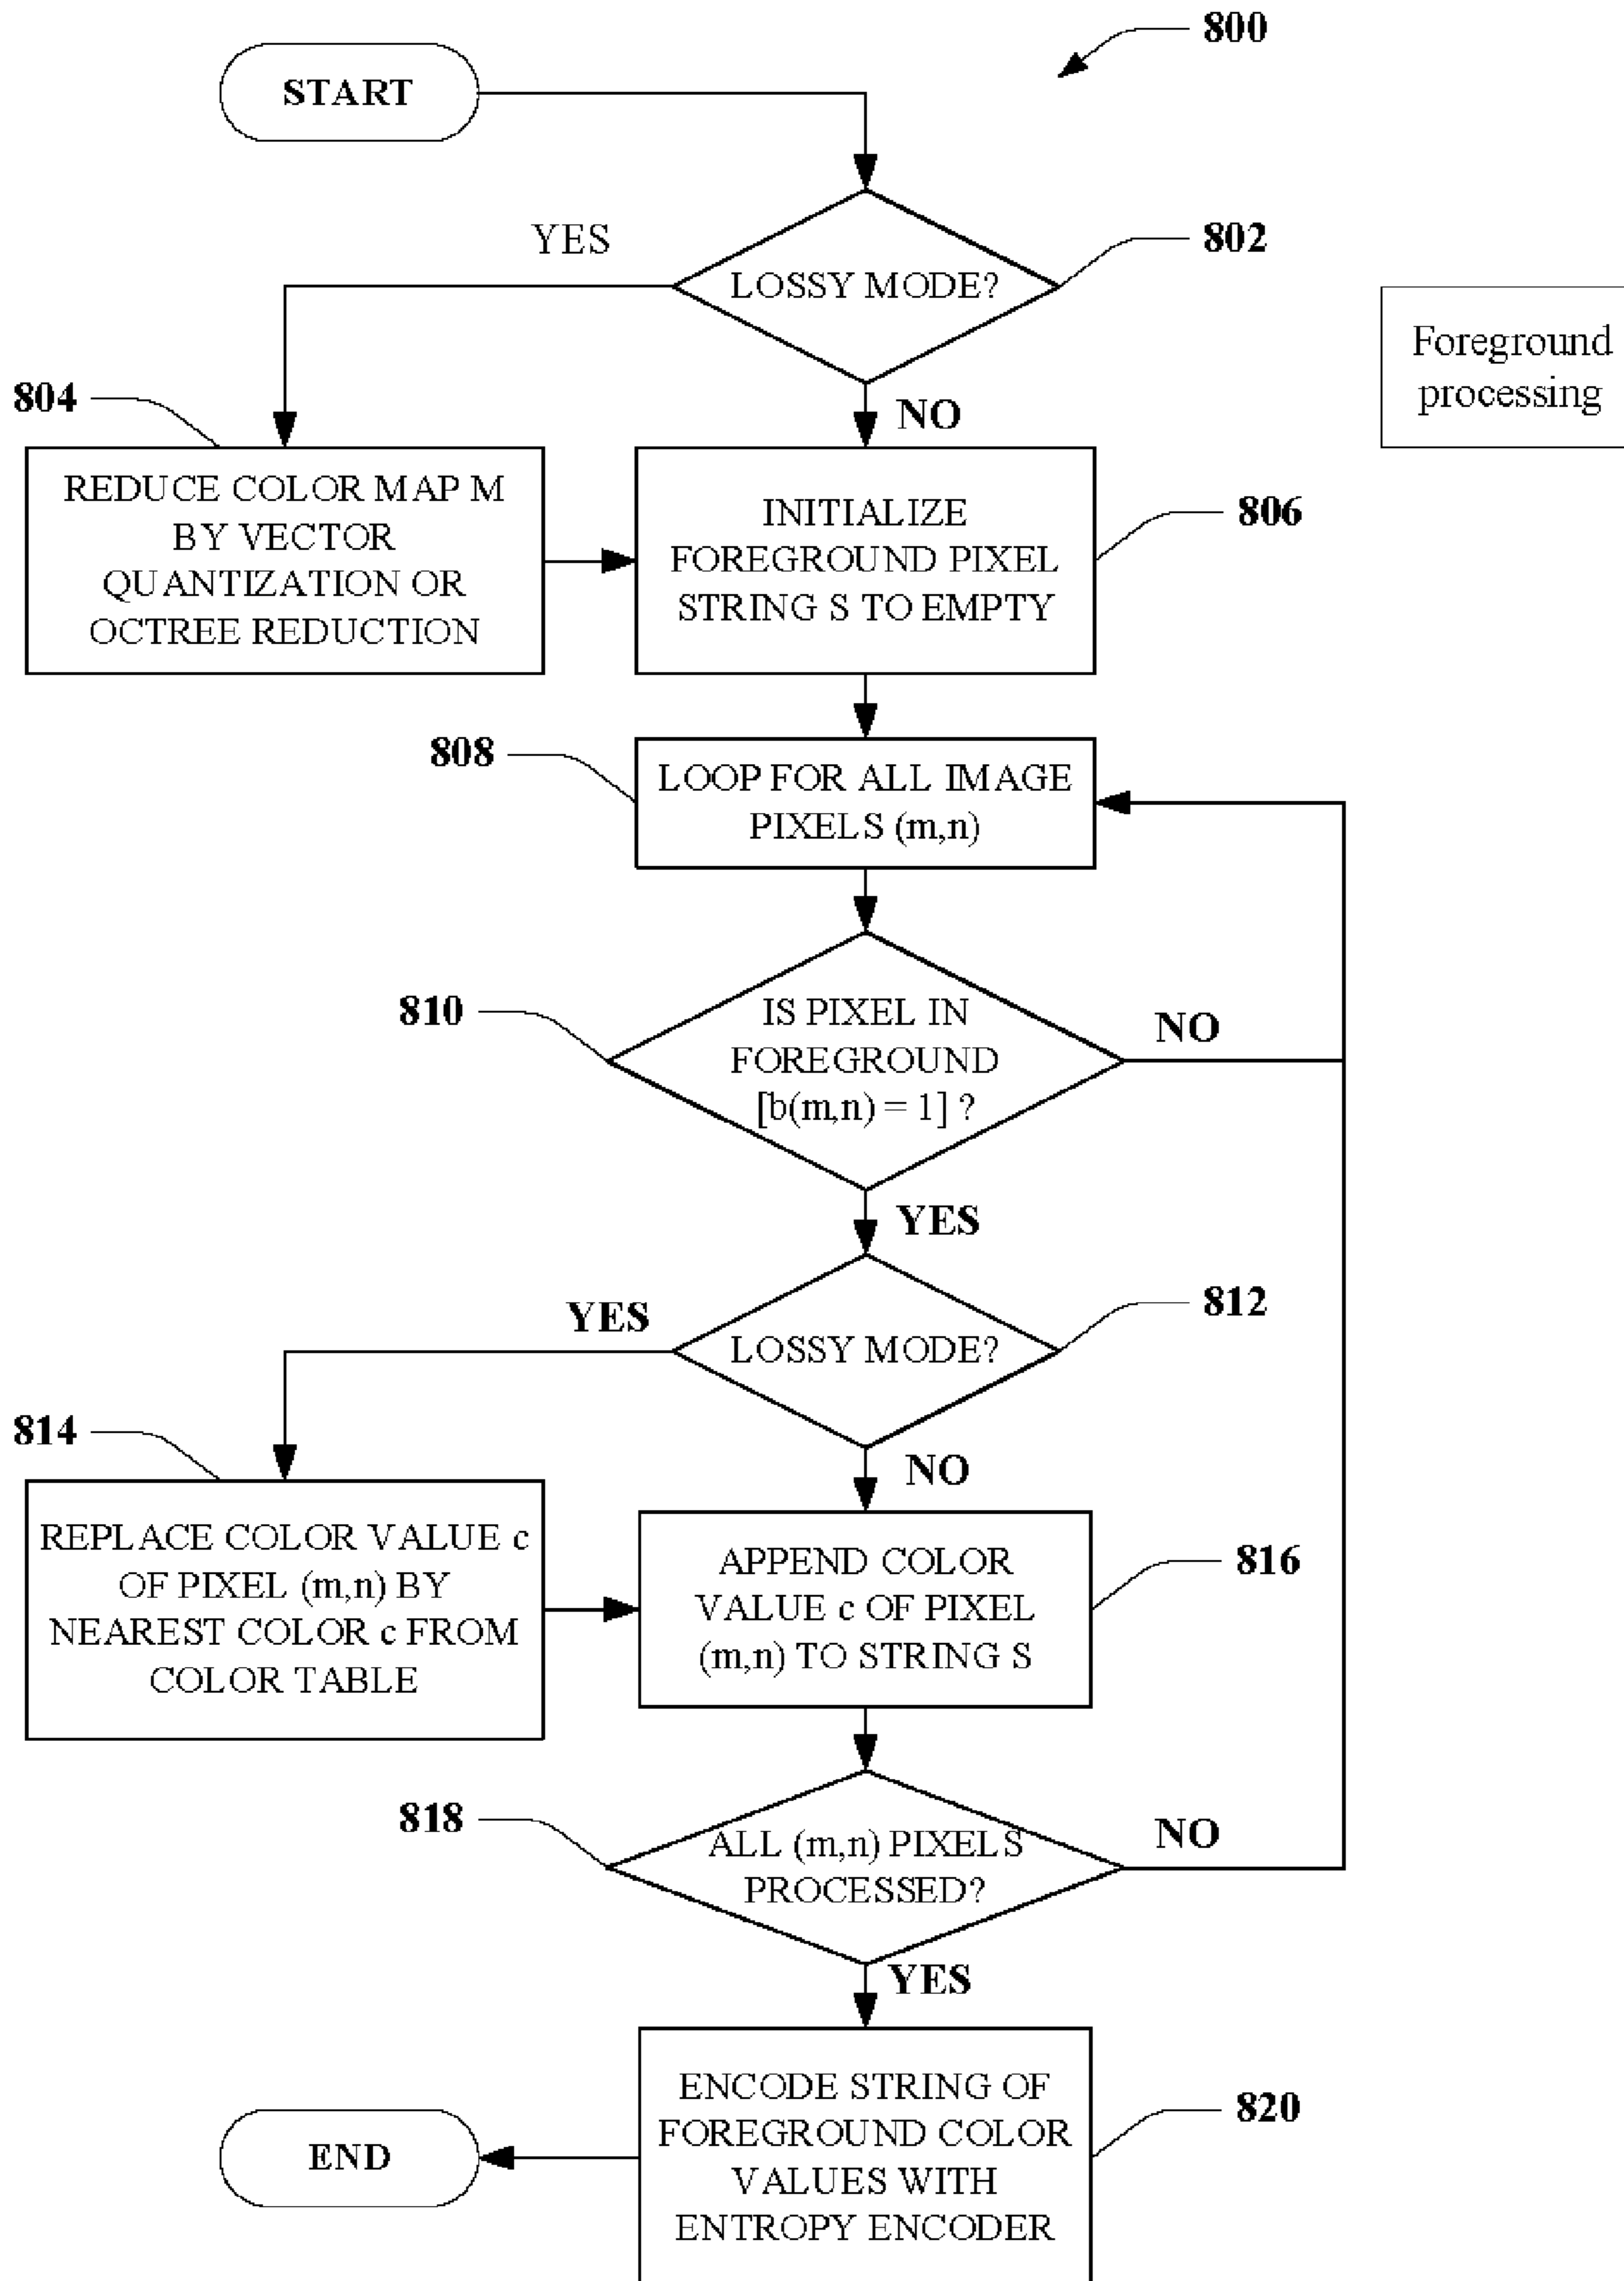 800
START
YES
802
LOSSY MODE?
Foreground
processing
804
NO
REDUCE COLOR MAP M
BY VECTOR
QUANTIZATION OR
OCTREE REDUCTION
INITIALIZE
FOREGROUND PIXEL
STRING S TO EMPTY
806
808
LOOP FOR ALL IMAGE
PIXELS (m,n)
810
IS PIXEL IN
FOREGROUND
[b(m,n) = 1] ?
NO
YES
812
YES
LOSSY MODE?
814
NO
REPLACE COLOR VALUE c
OF PIXEL (m,n) BY
NEAREST COLOR c FROM
COLOR TABLE
APPEND COLOR
VALUE c OF PIXEL
(m,n) TO STRING S
816
818
ALL (m,n) PIXELS
PROCESSED?
NO
YES
ENCODE STRING OF
FOREGROUND COLOR
VALUES WITH
ENTROPY ENCODER
820
END